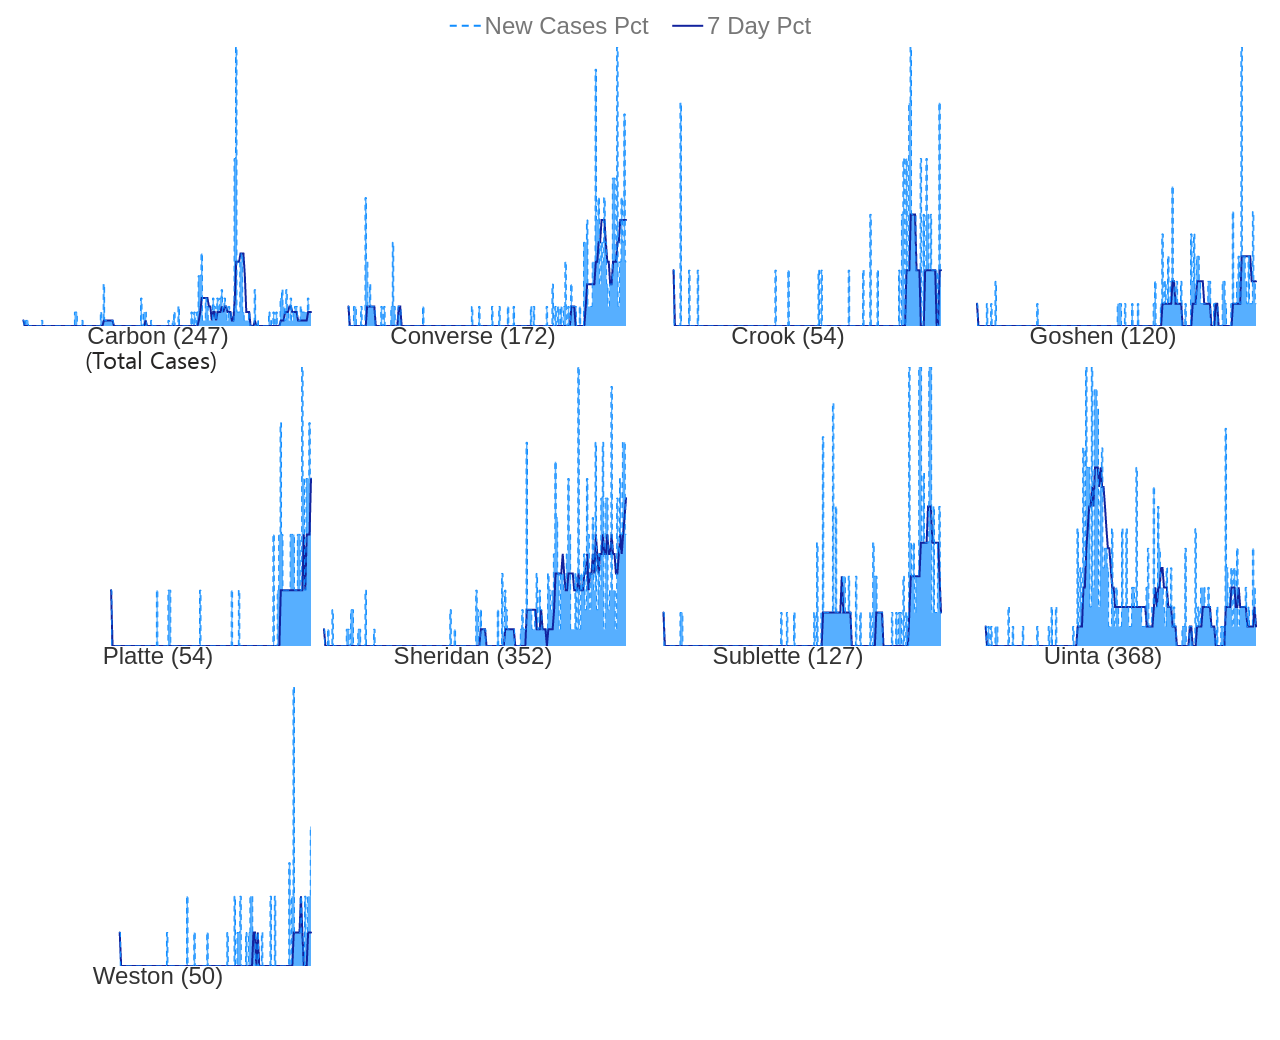 New Cases Pct 7 Day Pct
Carbon (247) Converse (172) Crook (54) Goshen (120)
(Total Cases)
Platte (54) Sheridan (352) Sublette (127) Uinta (368)
Weston (50)